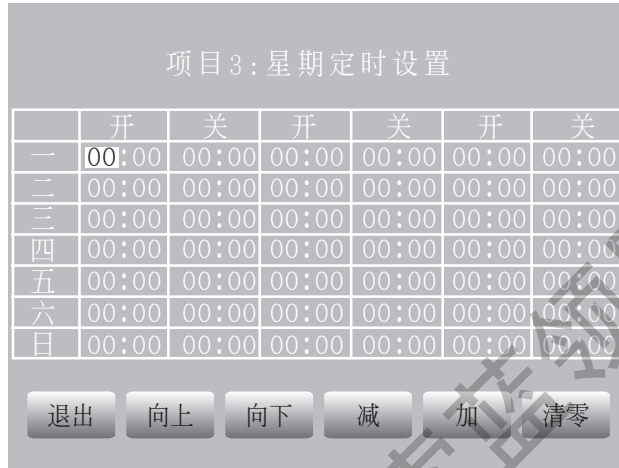 项目3:星期定时设置
开 关 开 关 开 关
一 00:00 00:00 00:00 00:00 00:00 00:00
二 00:00 00:00 00:00 00:00 00:00 00:00
三 00:00 00:00 00:00 00:00 00:00 00:00
四 00:00 00:00 00:00 00:00 00:00 00:00
五 00:00 00:00 00:00 00:00 00:00 00:00
六 00:00 00:00 00:00 00:00 00:00 00:00
日 00:00 00:00 00:00 00:00 00:00 00:00
退出 向上 向下 减 加 清零